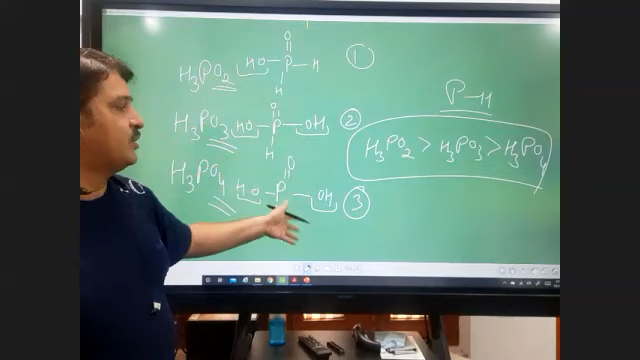 O
H₃PO₂ HO—P—H ①
H
P—H
O
H₃PO₃ HO—P—OH ②
H
H₃PO₂ > H₃PO₃ > H₃PO₄
O
H₃PO₄ HO—P—OH ③